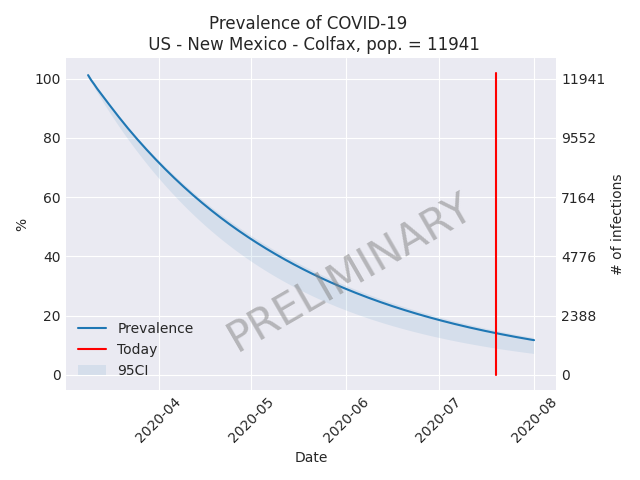 Prevalence of COVID-19
US - New Mexico - Colfax, pop. = 11941
100
80
60
40
20
0
%
11941
9552
7164
4776
2388
0
# of infections
PRELIMINARY
Prevalence
Today
95CI
2020-04
2020-05
2020-06
2020-07
2020-08
Date